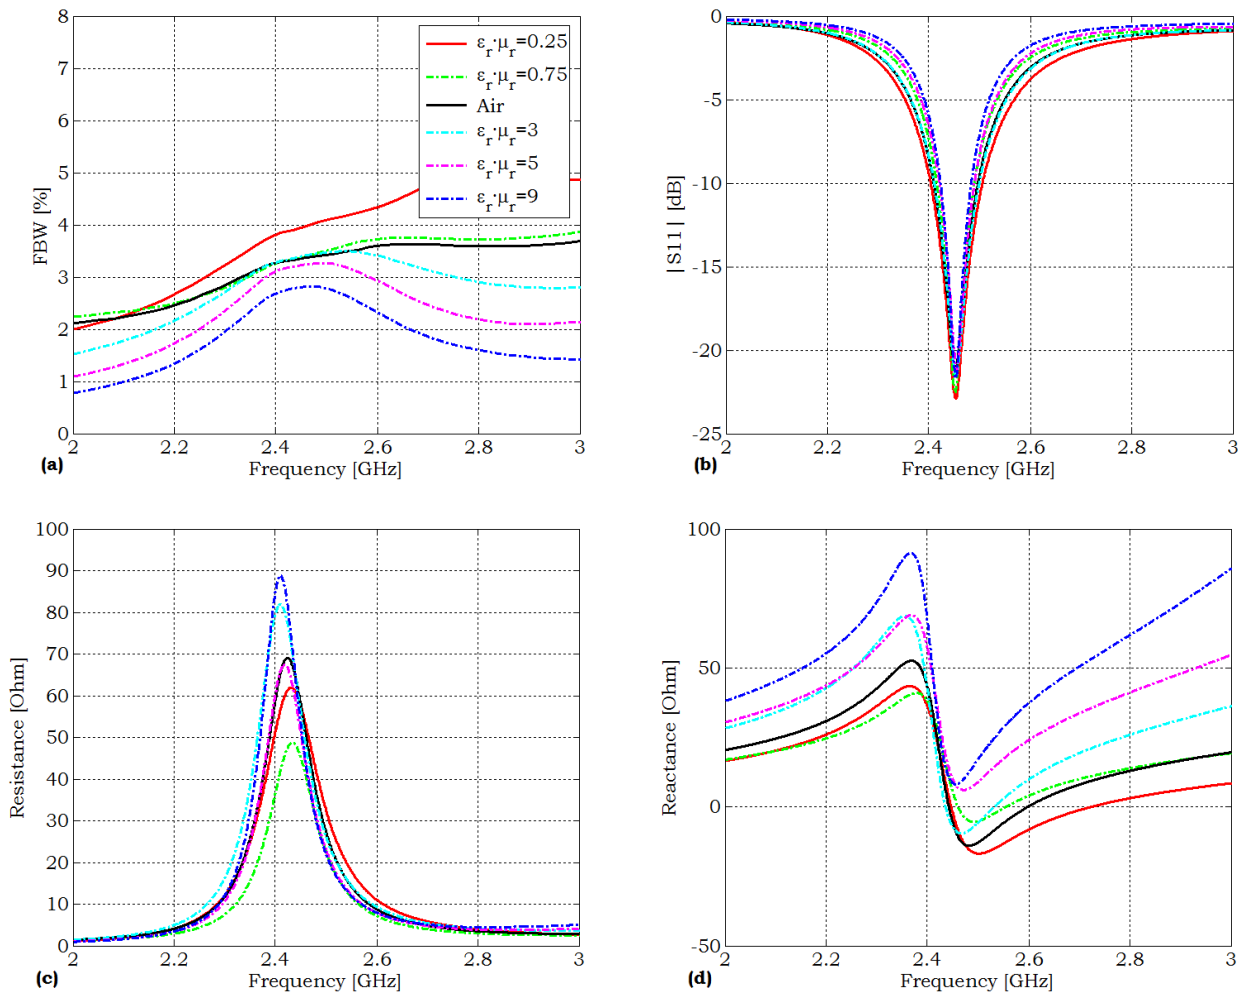 8
7
6
5
4
3
2
1
0
FBW [%]
2 2.2 2.4 2.6 2.8 3
Frequency [GHz]
(a)
εr·μr=0.25
εr·μr=0.75
Air
εr·μr=3
εr·μr=5
εr·μr=9
0
-5
-10
-15
-20
-25
|S11| [dB]
2 2.2 2.4 2.6 2.8 3
Frequency [GHz]
(b)
100
90
80
70
60
50
40
30
20
10
0
Resistance [Ohm]
2 2.2 2.4 2.6 2.8 3
Frequency [GHz]
(c)
100
50
0
-50
Reactance [Ohm]
2 2.2 2.4 2.6 2.8 3
Frequency [GHz]
(d)